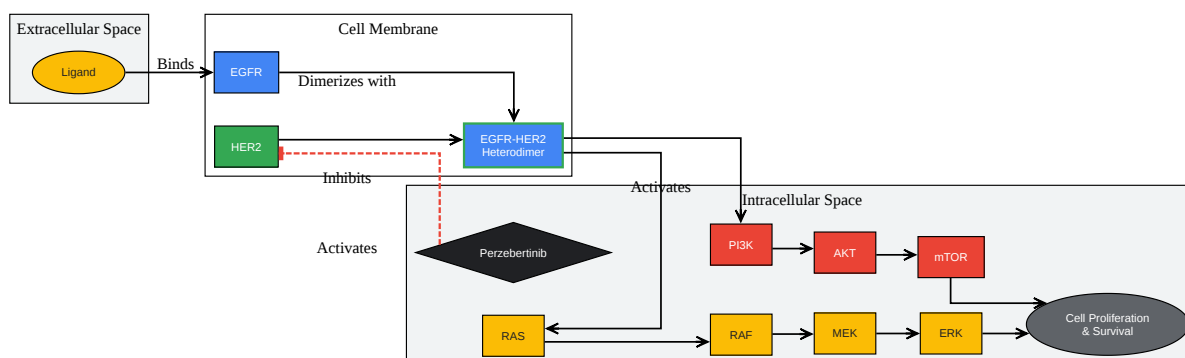 Extracellular Space
Cell Membrane
Ligand
Binds
EGFR
Dimerizes with
HER2
EGFR-HER2
Heterodimer
Inhibits
Activates
Intracellular Space
Activates
Perzebertinib
PI3K
AKT
mTOR
RAS
RAF
MEK
ERK
Cell Proliferation
& Survival